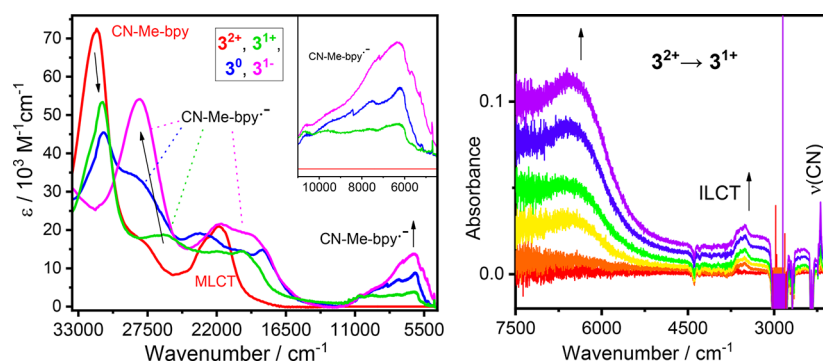 CN-Me-bpy
3²⁺, 3¹⁺,
3⁰, 3¹⁻
CN-Me-bpy˙⁻
MLCT
CN-Me-bpy˙⁻
ε / 10³ M⁻¹cm⁻¹
70
60
50
40
30
20
10
0
33000 27500 22000 16500 11000 5500
Wavenumber / cm⁻¹
CN-Me-bpy˙⁻
10000 8000 6000
3²⁺→ 3¹⁺
ILCT
ν(CN)
Absorbance
0.1
0.0
7500 6000 4500 3000
Wavenumber / cm⁻¹